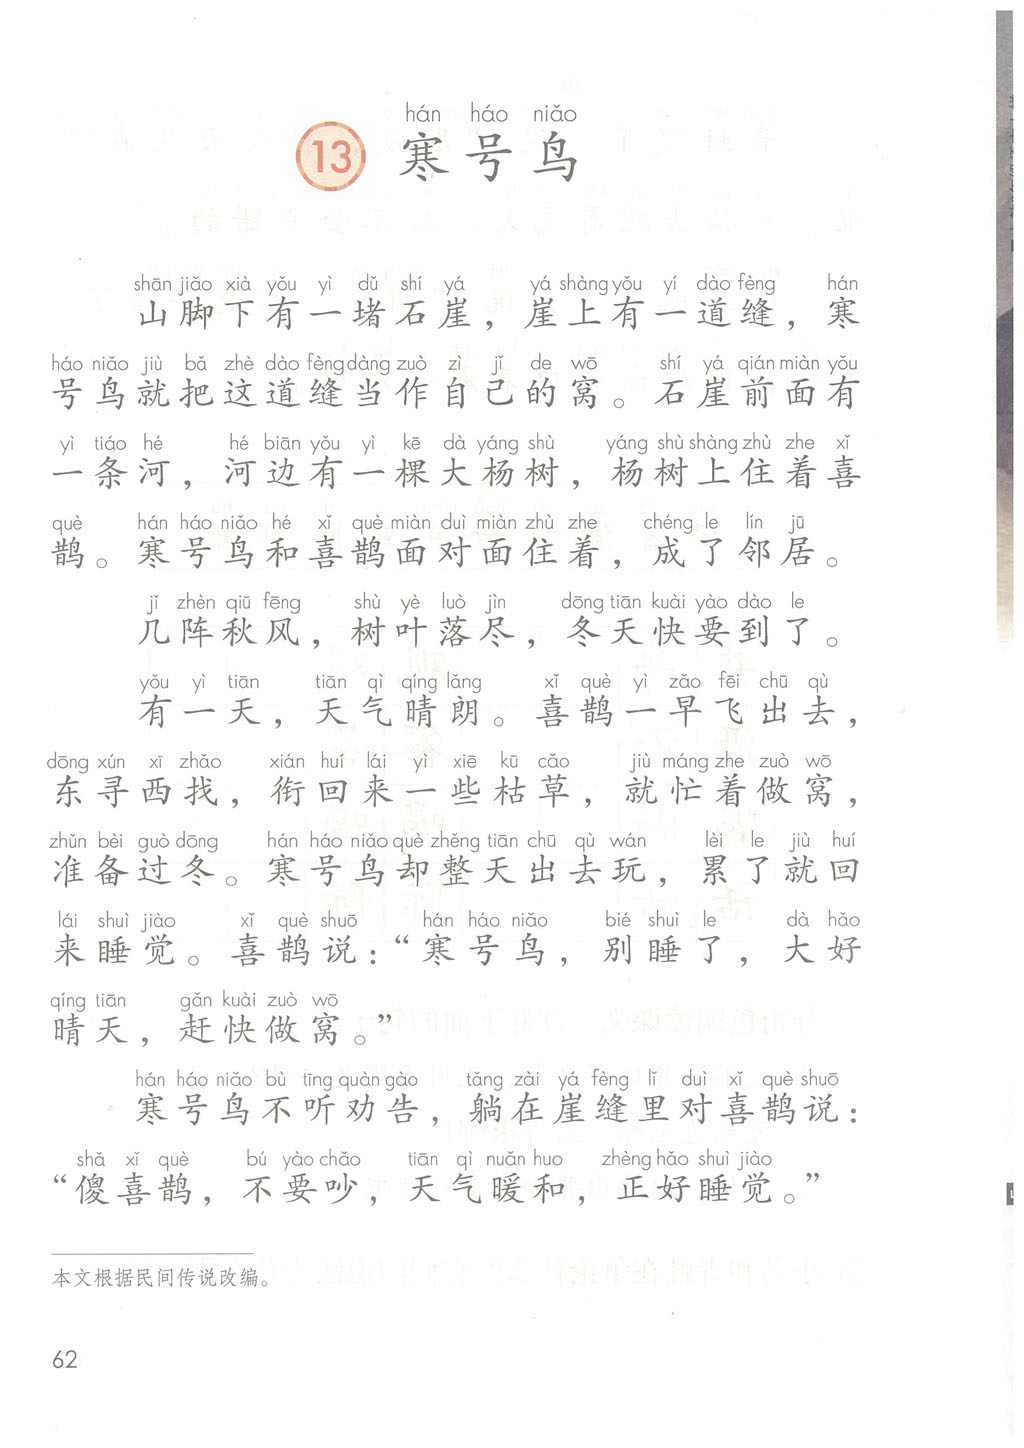 hán háo niǎo
13 寒号鸟
shān jiǎo xià yǒu yì dǔ shí yá yá shàng yǒu yí dào fèng hán
山脚下有一堵石崖，崖上有一道缝，寒
háo niǎo jiù bǎ zhè dào fèng dàng zuò zì jǐ de wō shí yá qián miàn yǒu
号鸟就把这道缝当作自己的窝。石崖前面有
yì tiáo hé hé biān yǒu yì kē dà yáng shù yáng shù shàng zhù zhe xǐ
一条河，河边有一棵大杨树，杨树上住着喜
què hán háo niǎo hé xǐ què miàn duì miàn zhù zhe chéng le lín jū
鹊。寒号鸟和喜鹊面对面住着，成了邻居。
jǐ zhèn qiū fēng shù yè luò jìn dōng tiān kuài yào dào le
几阵秋风，树叶落尽，冬天快要到了。
yǒu yì tiān tiān qì qíng lǎng xǐ què yì zǎo fēi chū qù
有一天，天气晴朗。喜鹊一早飞出去，
dōng xún xī zhǎo xián huí lái yì xiē kū cǎo jiù máng zhe zuò wō
东寻西找，衔回来一些枯草，就忙着做窝，
zhǔn bèi guò dōng hán háo niǎo què zhěng tiān chū qù wán lèi le jiù huí
准备过冬。寒号鸟却整天出去玩，累了就回
lái shuì jiào xǐ què shuō hán háo niǎo bié shuì le dà hǎo
来睡觉。喜鹊说：“寒号鸟，别睡了，大好
qíng tiān gǎn kuài zuò wō
晴天，赶快做窝。”
hán háo niǎo bù tīng quàn gào tǎng zài yá fèng lǐ duì xǐ què shuō
寒号鸟不听劝告，躺在崖缝里对喜鹊说：
shǎ xǐ què bú yào chǎo tiān qì nuǎn huo zhèng hǎo shuì jiào
“傻喜鹊，不要吵，天气暖和，正好睡觉。”
本文根据民间传说改编。
62